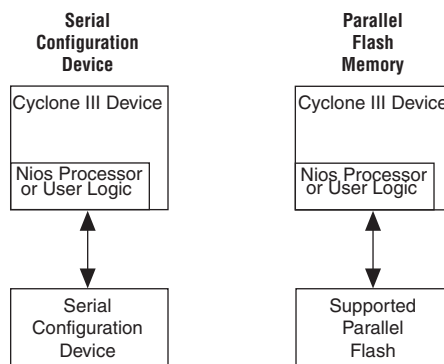 Serial
Configuration
Device
Cyclone III Device
Nios Processor
or User Logic
Serial
Configuration
Device
Parallel
Flash
Memory
Cyclone III Device
Nios Processor
or User Logic
Supported
Parallel
Flash